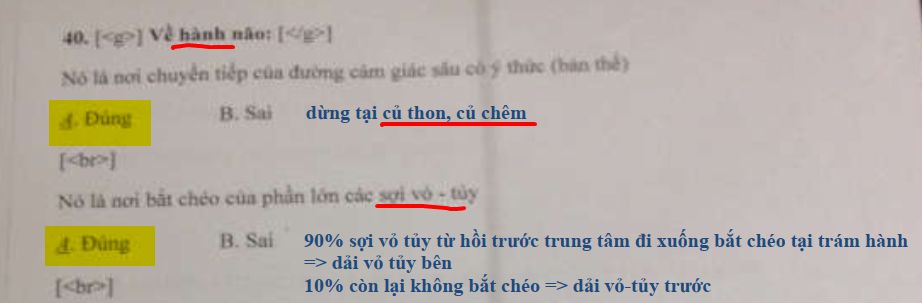 40. [<g>] Về hành não: [</g>]
Nó là nơi chuyển tiếp của đường cảm giác sâu có ý thức (bản thể)
A. Đúng B. Sai dừng tại củ thon, củ chêm
[<br>]
Nó là nơi bắt chéo của phần lớn các sợi vỏ - tủy
A. Đúng B. Sai 90% sợi vỏ tủy từ hồi trước trung tâm đi xuống bắt chéo tại trám hành
=> dải vỏ tủy bên
[<br>] 10% còn lại không bắt chéo => dải vỏ-tủy trước